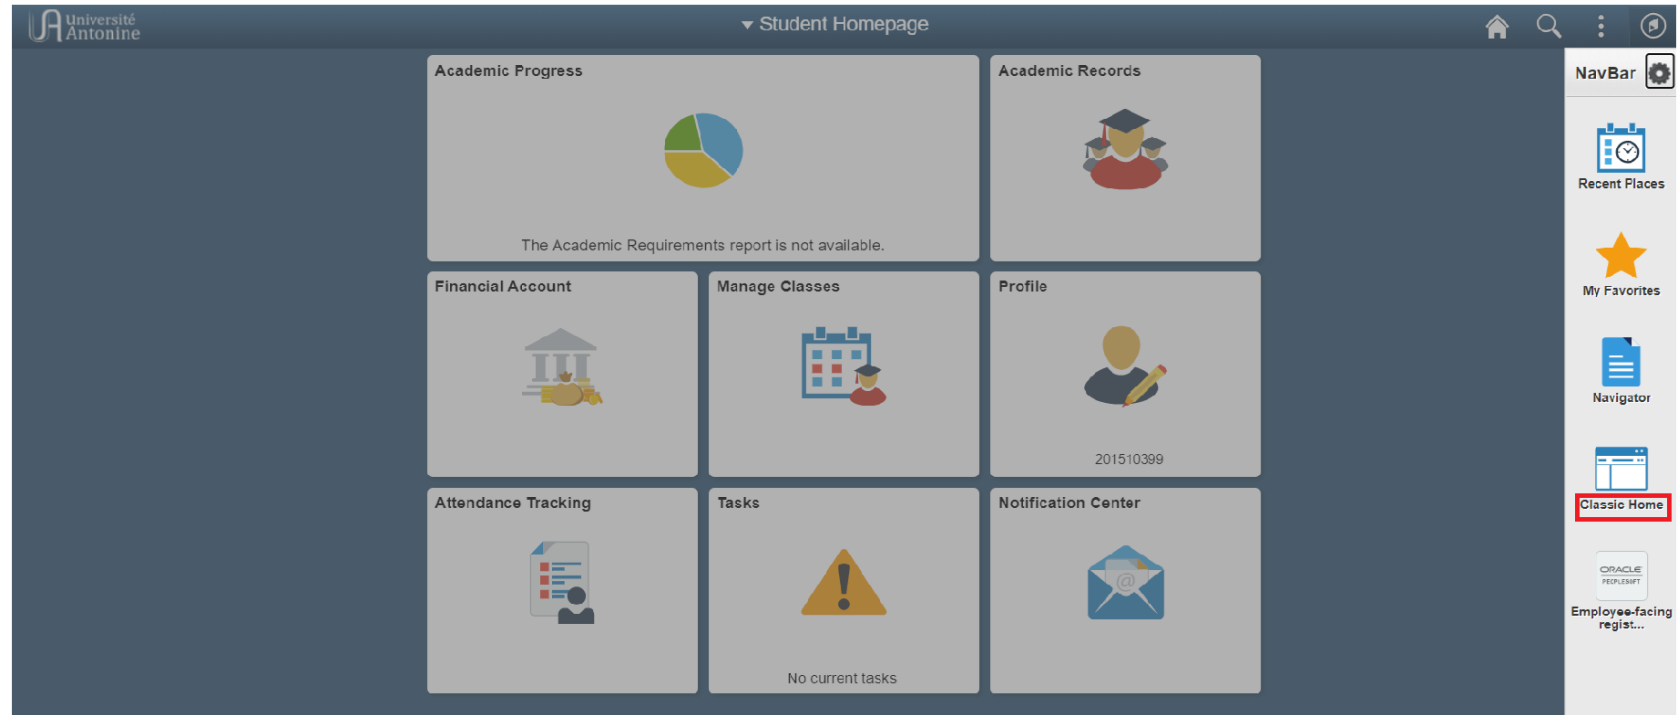 Université
Antonine
Student Homepage
NavBar
Academic Progress
The Academic Requirements report is not available.
Academic Records
Financial Account
Manage Classes
Profile
201510399
Attendance Tracking
Tasks
No current tasks
Notification Center
@
Recent Places
My Favorites
Navigator
Classic Home
ORACLE
PEOPLESOFT
Employee-facing
regist...